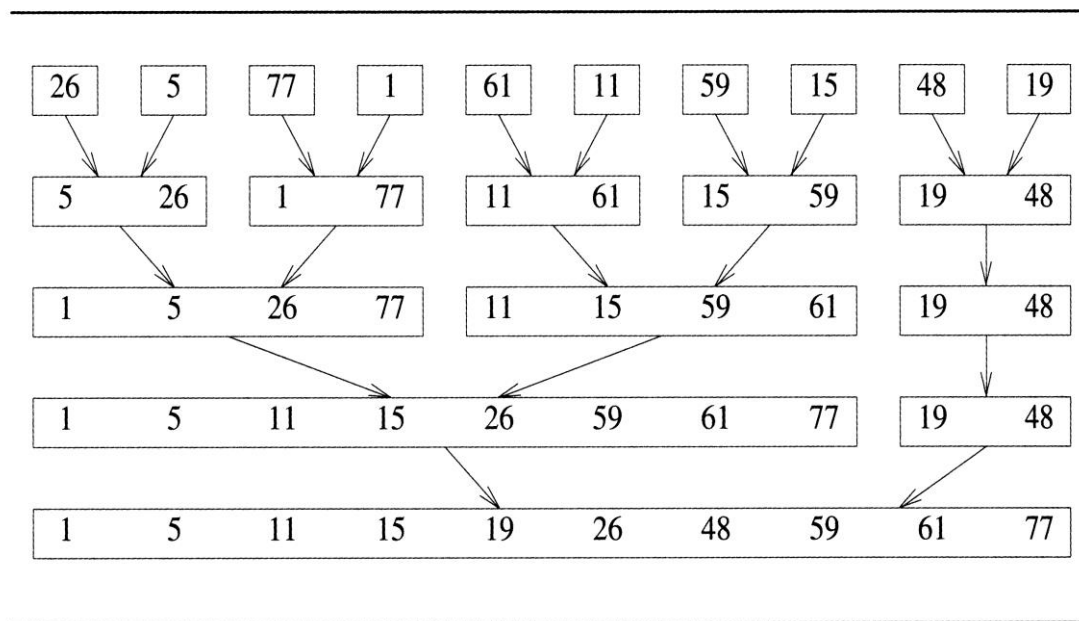 26 5 77 1 61 11 59 15 48 19
5 26 1 77 11 61 15 59 19 48
1 5 26 77 11 15 59 61 19 48
1 5 11 15 26 59 61 77 19 48
1 5 11 15 19 26 48 59 61 77